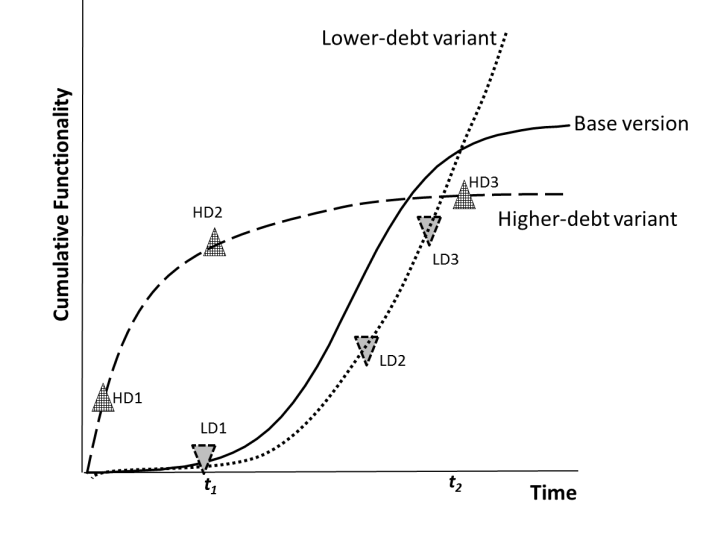 Lower-debt variant
Base version
HD3
HD2
Higher-debt variant
LD3
Cumulative Functionality
LD2
HD1
LD1
t1
t2
Time